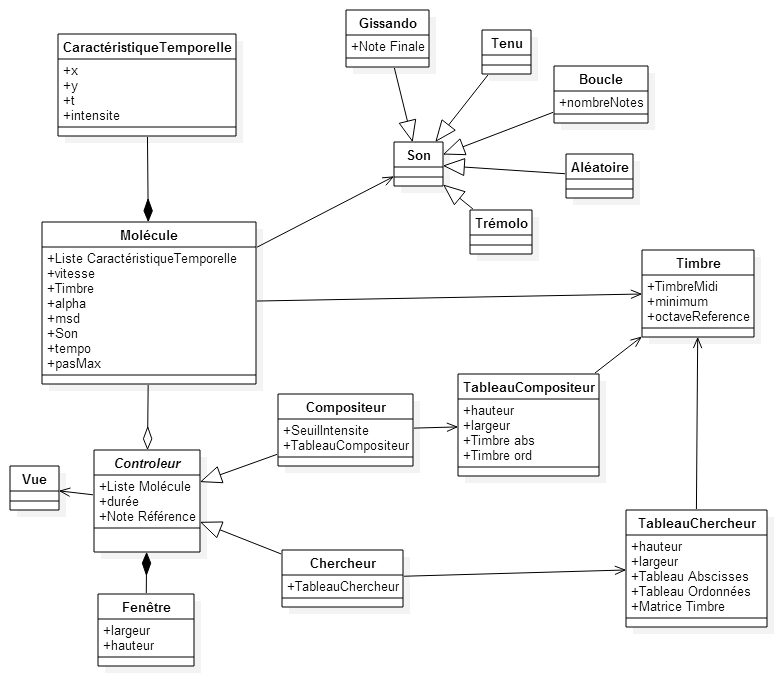 Gissando
+Note Finale
CaractéristiqueTemporelle
+x
+y
+t
+intensite
Tenu
Boucle
+nombreNotes
Son
Aléatoire
Trémolo
Molécule
+Liste CaractéristiqueTemporelle
+vitesse
+Timbre
+alpha
+msd
+Son
+tempo
+pasMax
Timbre
+TimbreMidi
+minimum
+octaveReference
Compositeur
+SeuilIntensite
+TableauCompositeur
TableauCompositeur
+hauteur
+largeur
+Timbre abs
+Timbre ord
Controleur
+Liste Molécule
+durée
+Note Référence
Vue
Chercheur
+TableauChercheur
TableauChercheur
+hauteur
+largeur
+Tableau Abscisses
+Tableau Ordonnées
+Matrice Timbre
Fenêtre
+largeur
+hauteur